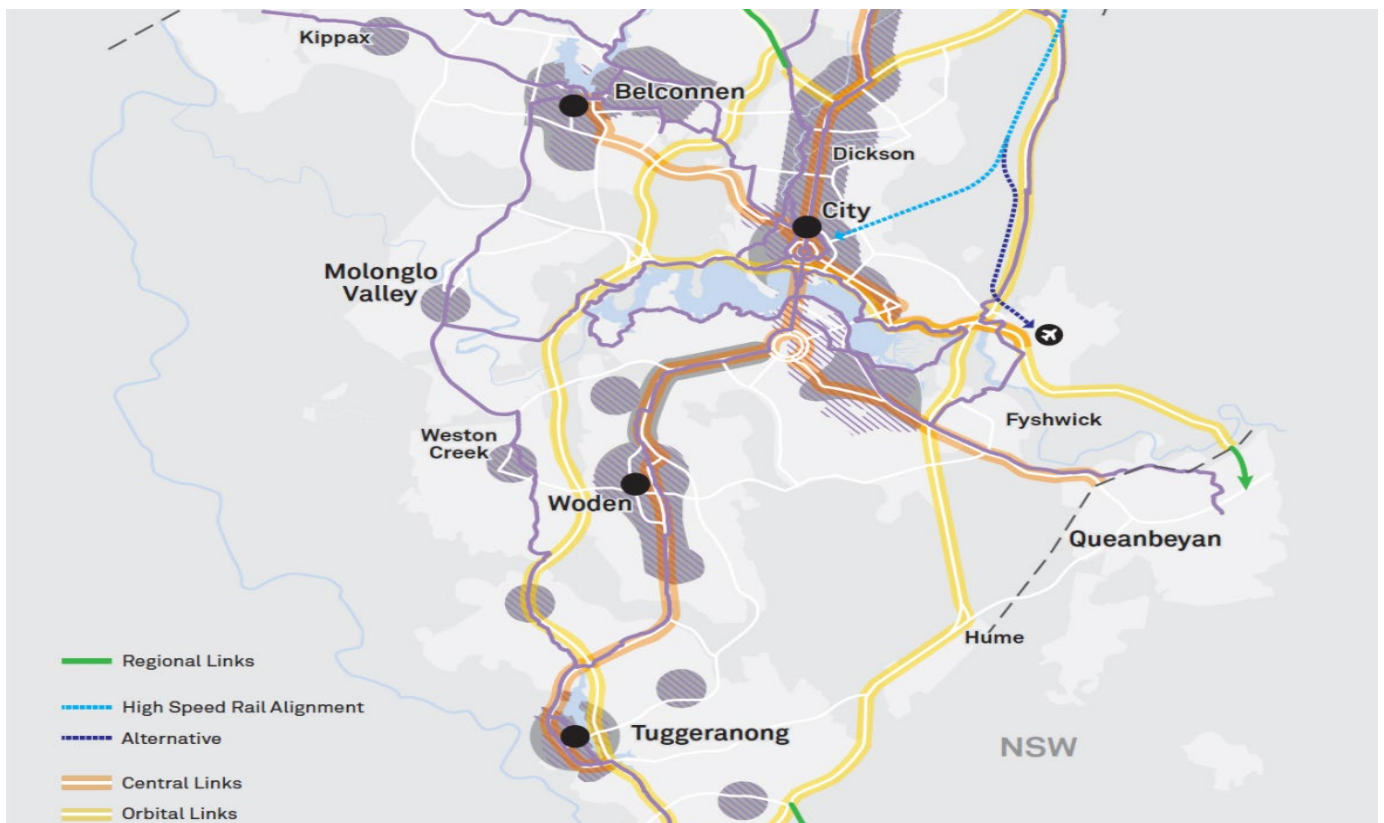 Kippax
Belconnen
Dickson
City
Molonglo
Valley
Weston
Creek
Fyshwick
Woden
Queanbeyan
Hume
Regional Links
High Speed Rail Alignment
Alternative
Tuggeranong
NSW
Central Links
Orbital Links